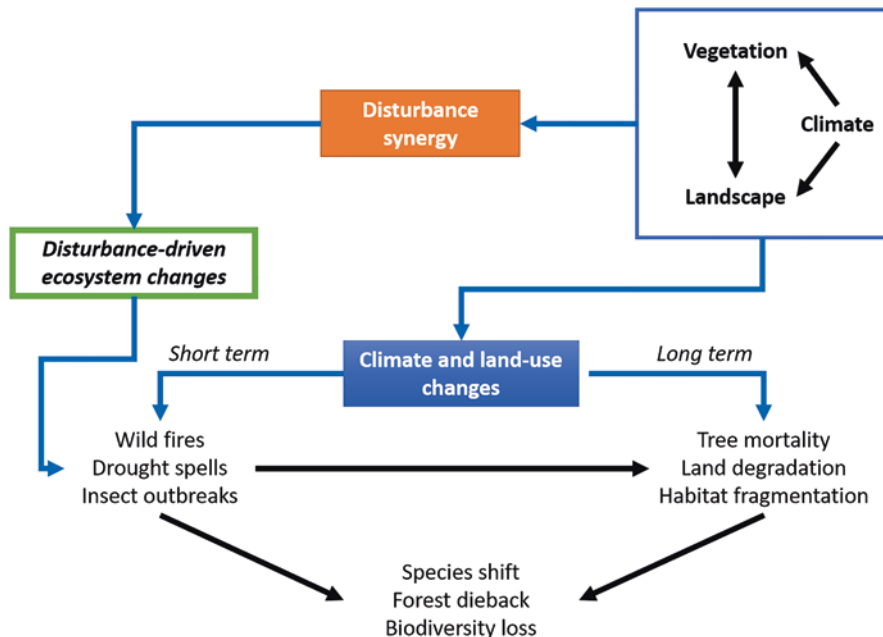 Vegetation
Climate
Landscape
Disturbance
synergy
Disturbance-driven
ecosystem changes
Short term
Climate and land-use
changes
Long term
Wild fires
Drought spells
Insect outbreaks
Tree mortality
Land degradation
Habitat fragmentation
Species shift
Forest dieback
Biodiversity loss